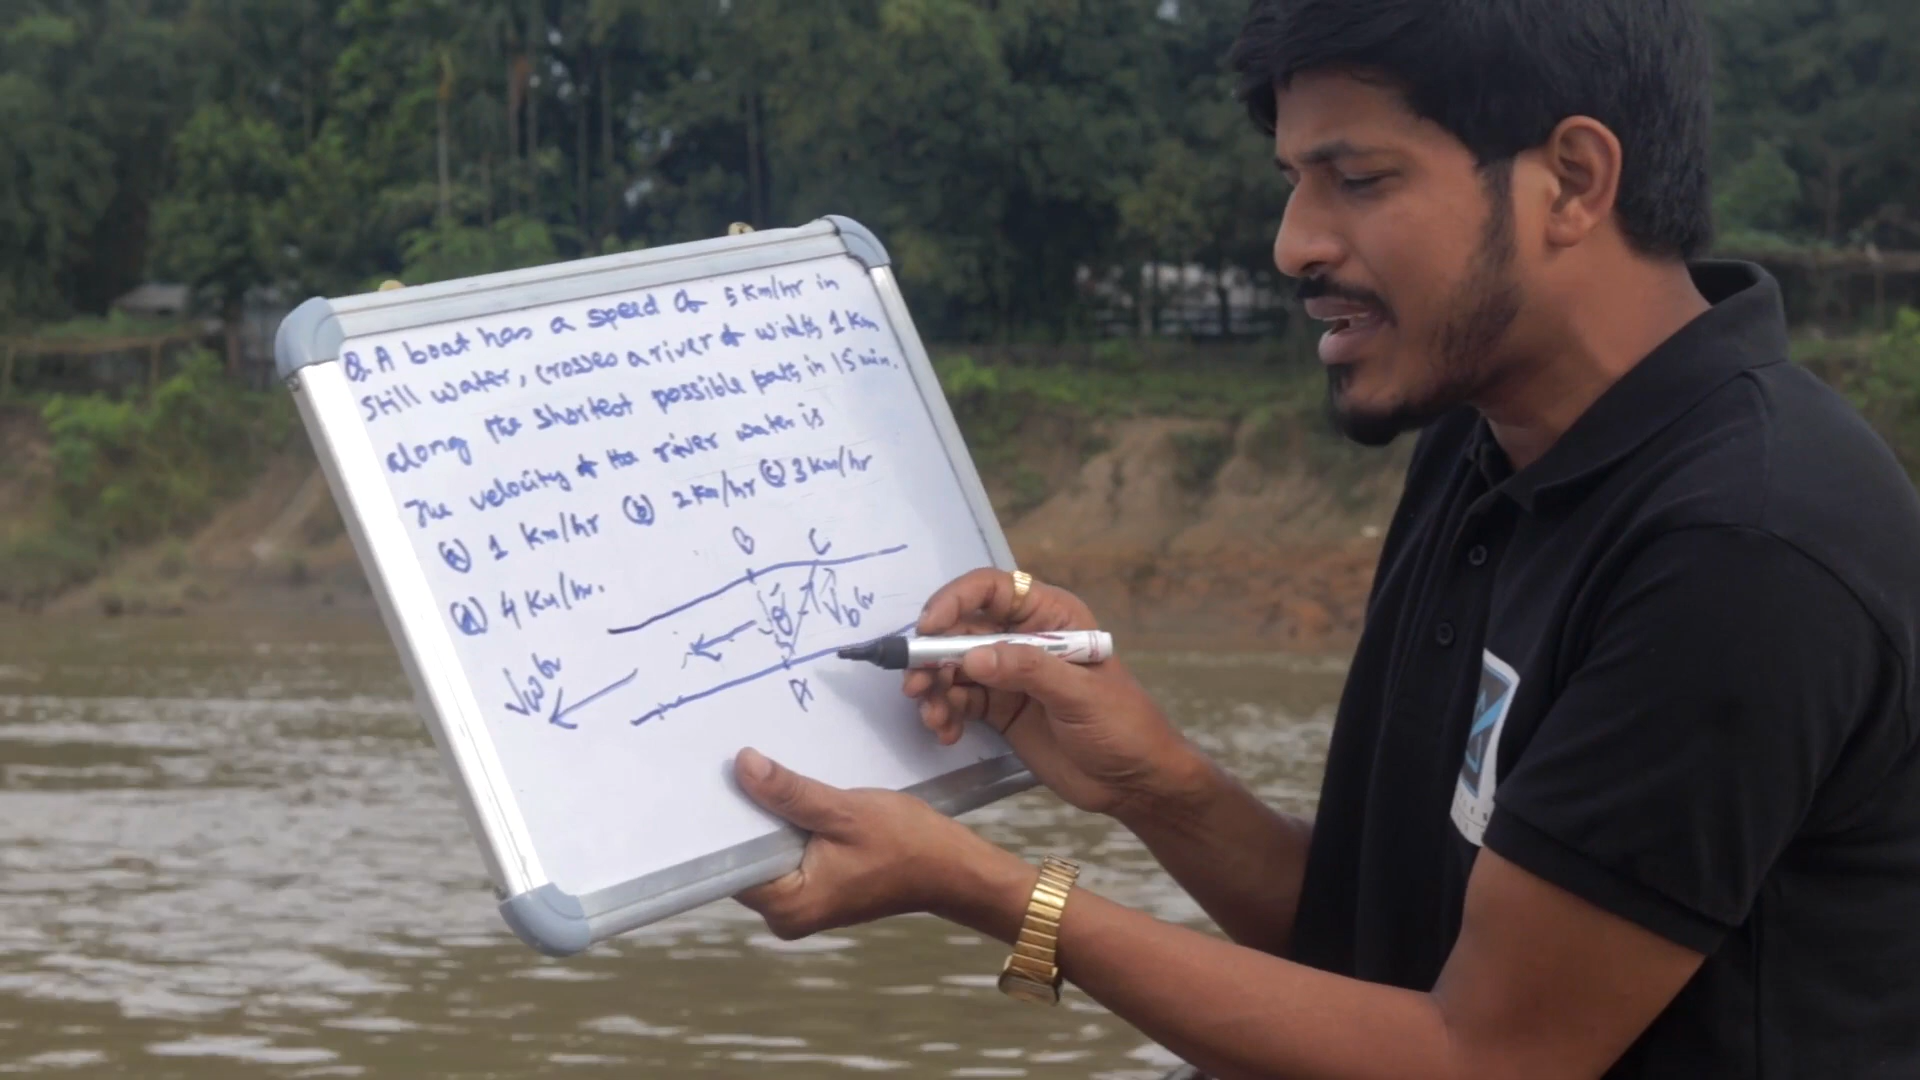 Q. A boat has a speed of 5 Km/hr in
still water, crosses a river of width 1 Km
along the shortest possible path in 15 min.
The velocity of the river water is
(a) 1 Km/hr (b) 2 Km/hr (c) 3 Km/hr
(d) 4 Km/hr.
B C
θ Vbr
Vwr
A